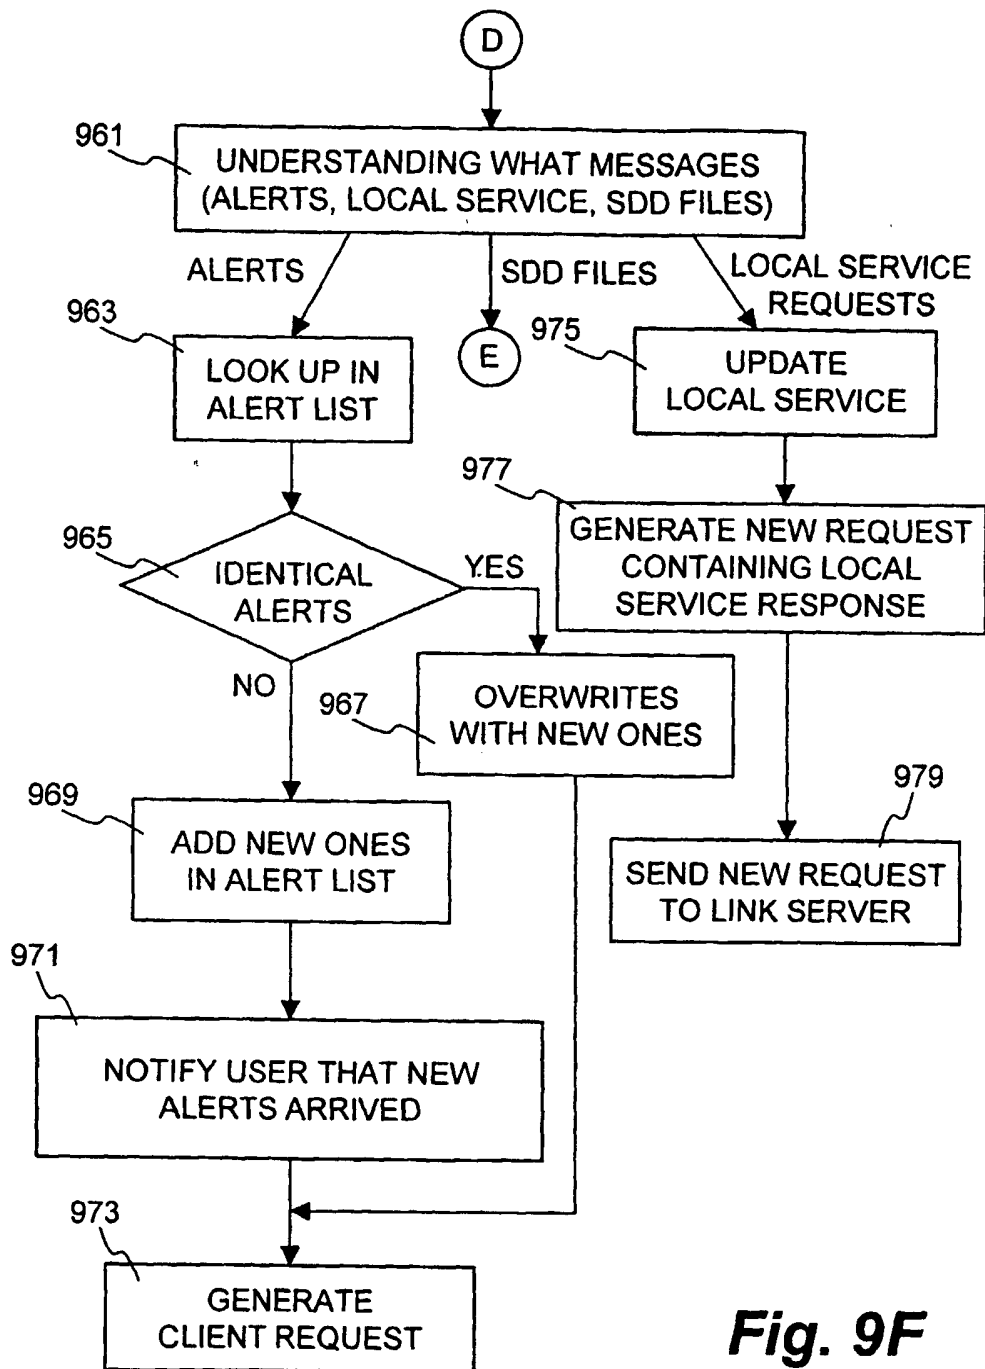 D
961
UNDERSTANDING WHAT MESSAGES
(ALERTS, LOCAL SERVICE, SDD FILES)
ALERTS
SDD FILES
LOCAL SERVICE
REQUESTS
963
LOOK UP IN
ALERT LIST
E
975
UPDATE
LOCAL SERVICE
965
IDENTICAL
ALERTS
YES
NO
977
GENERATE NEW REQUEST
CONTAINING LOCAL
SERVICE RESPONSE
967
OVERWRITES
WITH NEW ONES
969
ADD NEW ONES
IN ALERT LIST
979
SEND NEW REQUEST
TO LINK SERVER
971
NOTIFY USER THAT NEW
ALERTS ARRIVED
973
GENERATE
CLIENT REQUEST
Fig. 9F